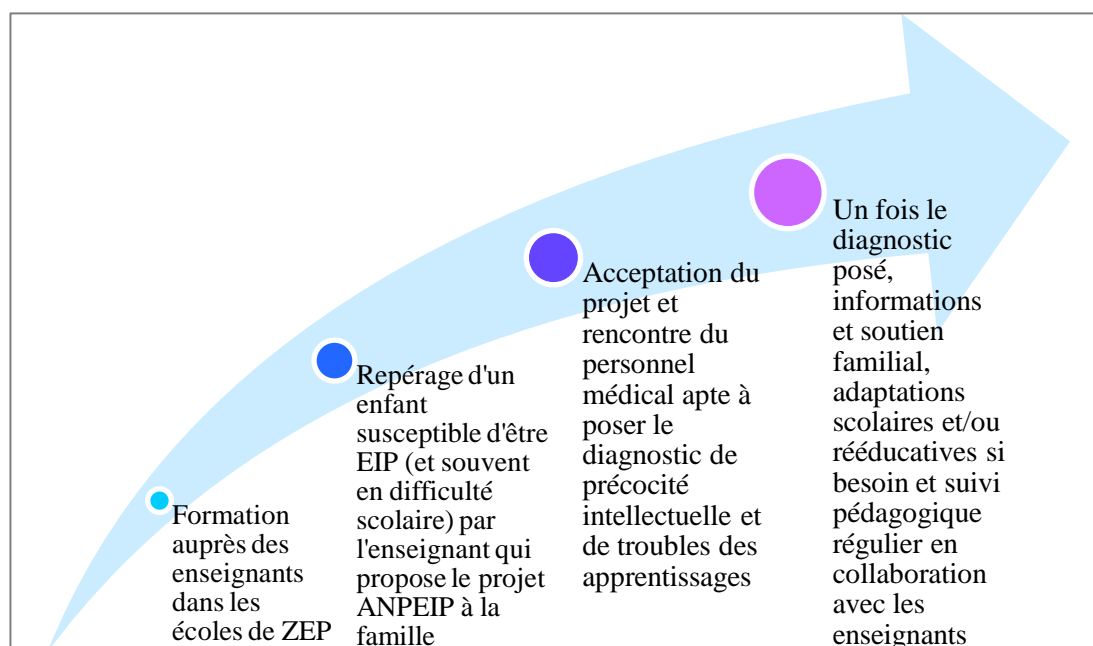 Formation
auprès des
enseignants
dans les
écoles de ZEP
Repérage d'un
enfant
susceptible d'être
EIP (et souvent
en difficulté
scolaire) par
l'enseignant qui
propose le projet
ANPEIP à la
famille
Acceptation du
projet et
rencontre du
personnel
médical apte à
poser le
diagnostic de
précocité
intellectuelle et
de troubles des
apprentissages
Un fois le
diagnostic
posé,
informations
et soutien
familial,
adaptations
scolaires et/ou
rééducatives si
besoin et suivi
pédagogique
régulier en
collaboration
avec les
enseignants